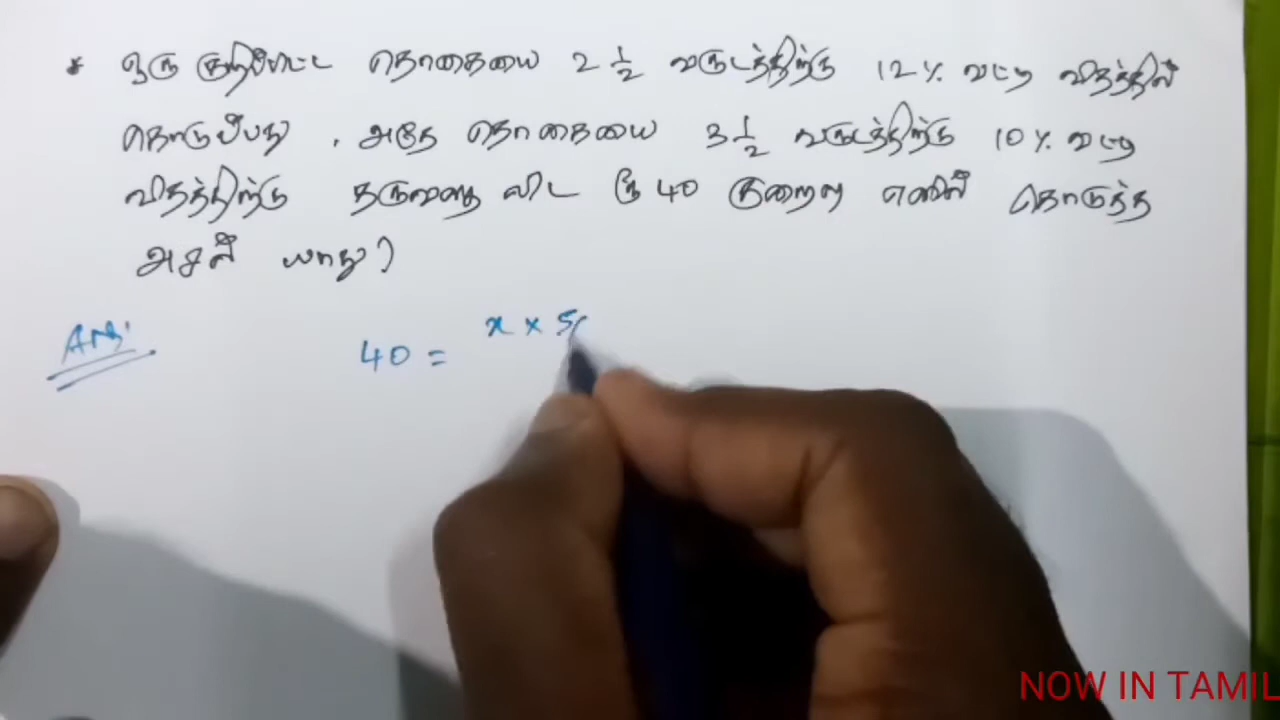 * ஒரு குறிப்பிட்ட தொகையை 2 1/2 வருடத்திற்கு 12% வட்டி விதத்தில்
கொடுப்பது , அதே தொகையை 3 1/2 வருடத்திற்கு 10% வட்டி
விதத்திற்கு தருவதை விட ரூ 40 குறைவு எனில் கொடுத்த
அசல் யாது?
Ans:
40 = x × 5
NOW IN TAMIL